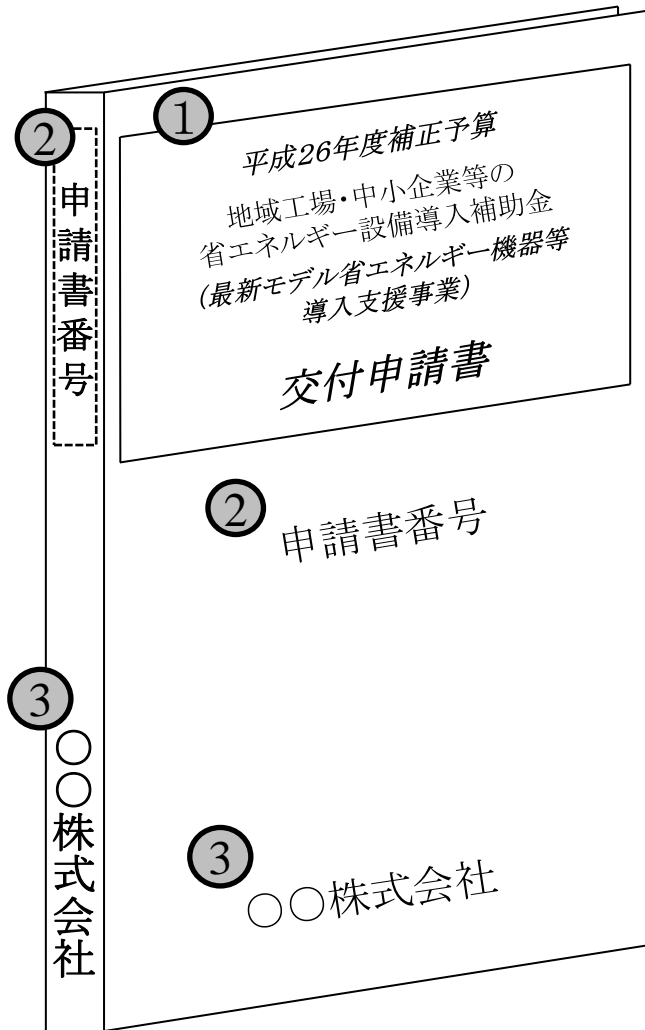 ②
申請書番号
③
○○株式会社
①
平成26年度補正予算
地域工場・中小企業等の
省エネルギー設備導入補助金
(最新モデル省エネルギー機器等
導入支援事業)
交付申請書
②
申請書番号
③
○○株式会社